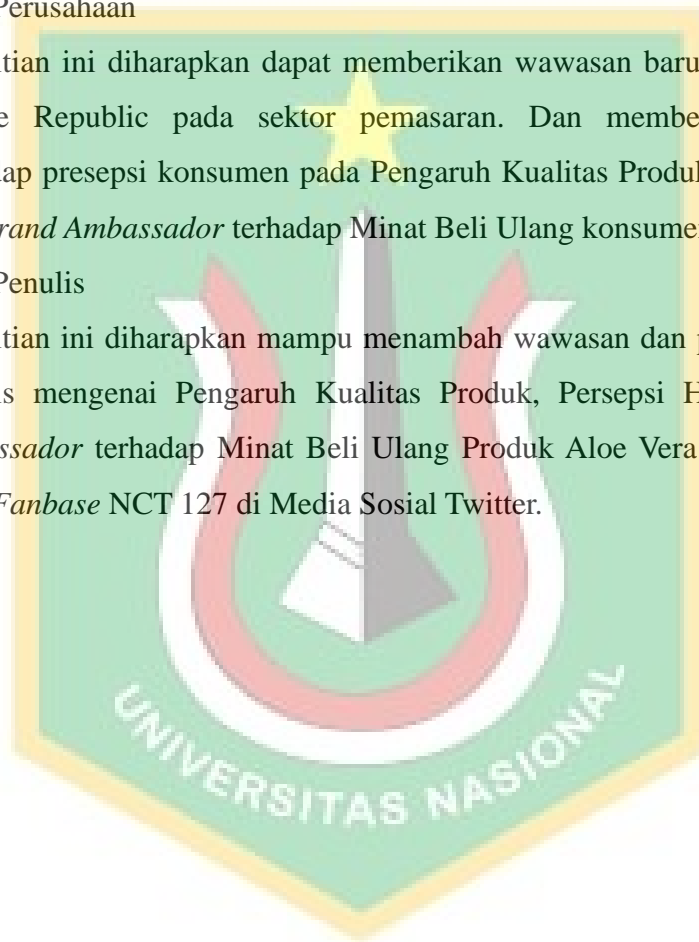 Perusahaan
tian ini diharapkan dapat memberikan wawasan baru
e Republic pada sektor pemasaran. Dan membe
ap presepsi konsumen pada Pengaruh Kualitas Produk
rand Ambassador terhadap Minat Beli Ulang konsumen
Penulis
tian ini diharapkan mampu menambah wawasan dan p
s mengenai Pengaruh Kualitas Produk, Persepsi H
ssador terhadap Minat Beli Ulang Produk Aloe Vera
Fanbase NCT 127 di Media Sosial Twitter.
UNIVERSITAS NASIONAL